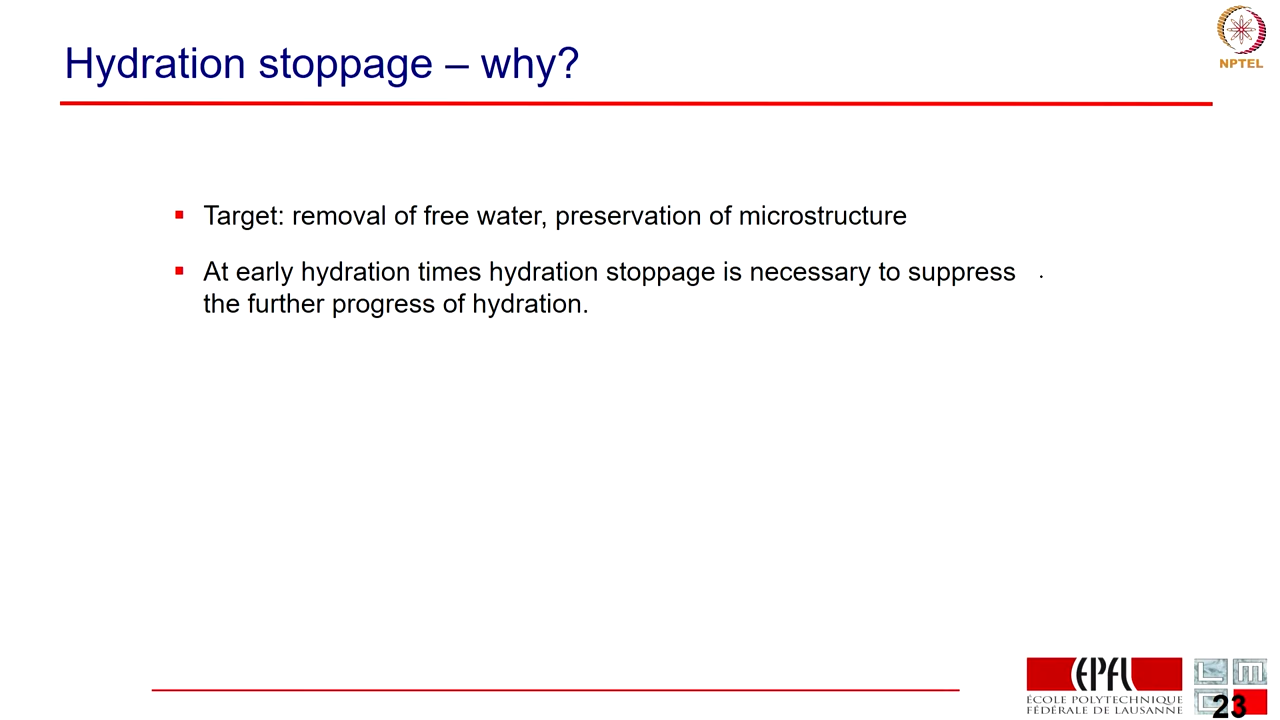 Hydration stoppage – why?
NPTEL
Target: removal of free water, preservation of microstructure
At early hydration times hydration stoppage is necessary to suppress
the further progress of hydration.
EPFL
ÉCOLE POLYTECHNIQUE
FÉDÉRALE DE LAUSANNE
LMC
23